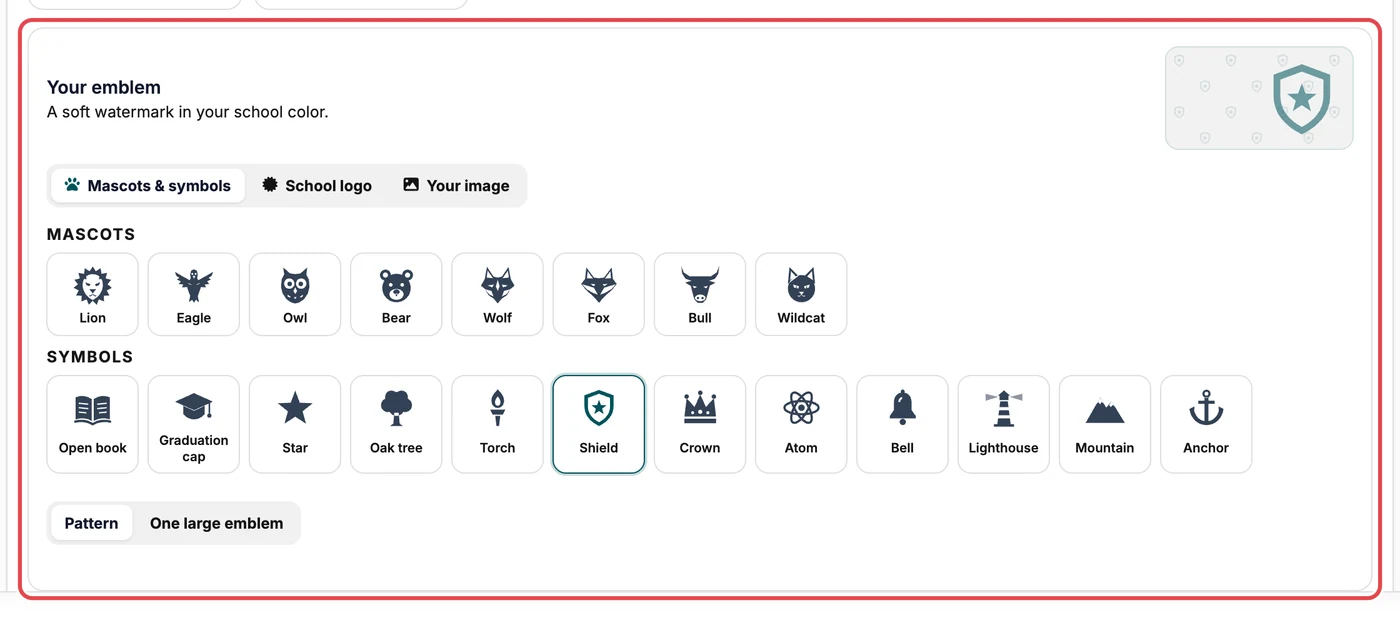 Your emblem
A soft watermark in your school color.
Mascots & symbols School logo Your image
MASCOTS
Lion Eagle Owl Bear Wolf Fox Bull Wildcat
SYMBOLS
Open book Graduation cap Star Oak tree Torch Shield Crown Atom Bell Lighthouse Mountain Anchor
Pattern One large emblem